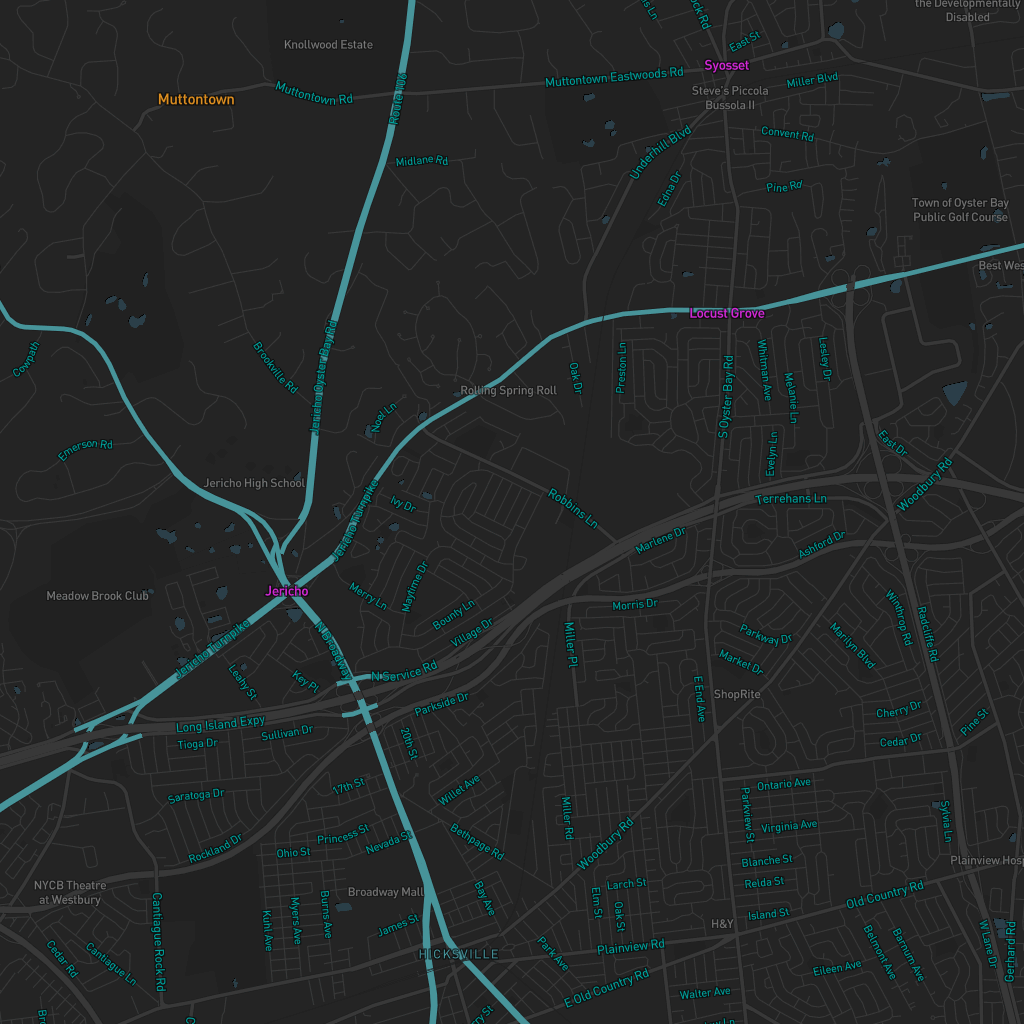 the Developmentally
Disabled
Knollwood Estate
East St
Syosset
Muttontown Eastwoods Rd
Miller Blvd
Muttontown
Muttontown Rd
Route 106
Steve's Piccola
Bussola II
Convent Rd
Underhill Blvd
Midlane Rd
Edna Dr
Pine Rd
Town of Oyster Bay
Public Golf Course
Best Wes
Locust Grove
Cowpath
Brookville Rd
Jericho Oyster Bay Rd
Oak Dr
Preston Ln
Whitman Ave
Lesley Dr
Melanie Ln
S Oyster Bay Rd
Rolling Spring Roll
Noel Ln
Emerson Rd
Evelyn Ln
East Dr
Woodbury Rd
Jericho High School
Ivy Dr
Robbins Ln
Terrehans Ln
Jericho Turnpike
Marlene Dr
Ashford Dr
Meadow Brook Club
Jericho
Merry Ln
Maytime Dr
Bounty Ln
Village Dr
Morris Dr
Winthrop Rd
Radcliffe Rd
Jericho Turnpike
N Broadway
Miller Pl
Parkway Dr
Marilyn Blvd
Market Dr
Leahy St
Key Pl
N Service Rd
E End Ave
ShopRite
Parkside Dr
Long Island Expy
Tioga Dr
Sullivan Dr
20th St
Cherry Dr
Cedar Dr
Pine St
Saratoga Dr
17th St
Willet Ave
Ontario Ave
Parkview St
Miller Rd
Virginia Ave
Sylvia Ln
Rockland Dr
Princess St
Nevada St
Ohio St
Bethpage Rd
Woodbury Rd
Blanche St
Plainview Hosp
NYCB Theatre
at Westbury
Broadway Mall
Bay Ave
Larch St
Relda St
Old Country Rd
Cantiague Rock Rd
Kuhl Ave
Myers Ave
Burns Ave
James St
Elm St
Oak St
H&Y
Island St
HICKSVILLE
Park Ave
Plainview Rd
W Lane Dr
Gerhard Rd
Cedar Rd
Cantiague Ln
E Old Country Rd
Eileen Ave
Belmont Ave
Barnum Ave
Walter Ave